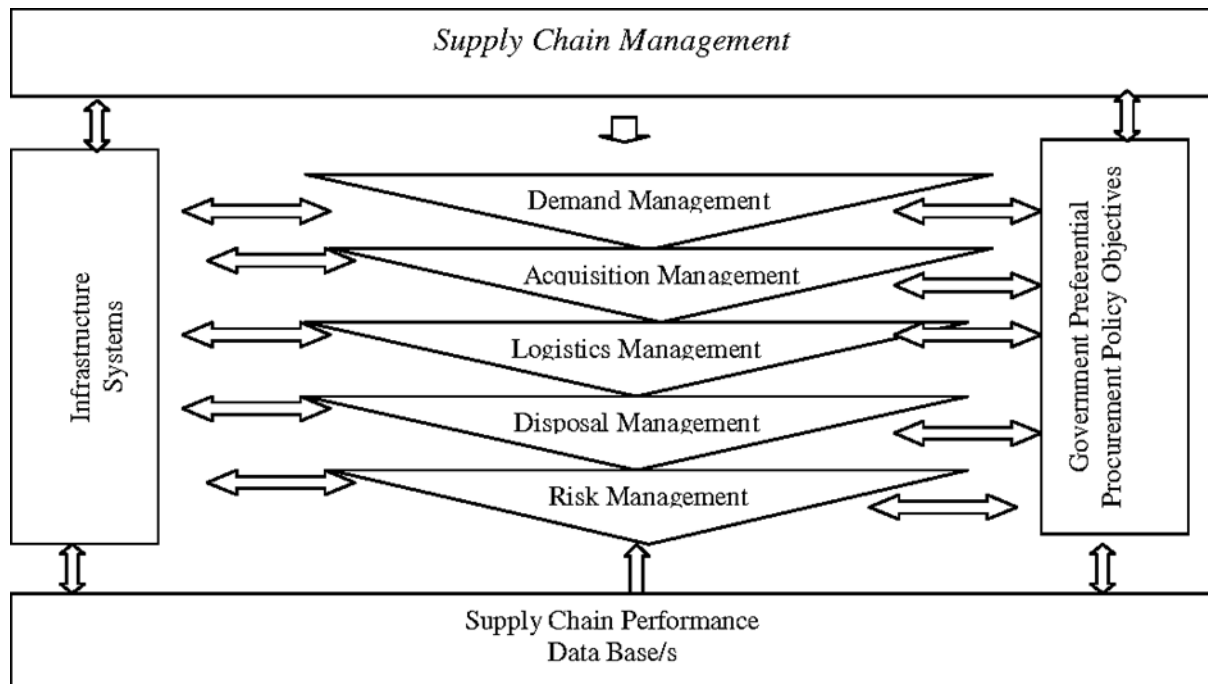 Supply Chain Management
Demand Management
Acquisition Management
Logistics Management
Disposal Management
Risk Management
Infrastructure
Systems
Government Preferential
Procurement Policy Objectives
Supply Chain Performance
Data Base/s